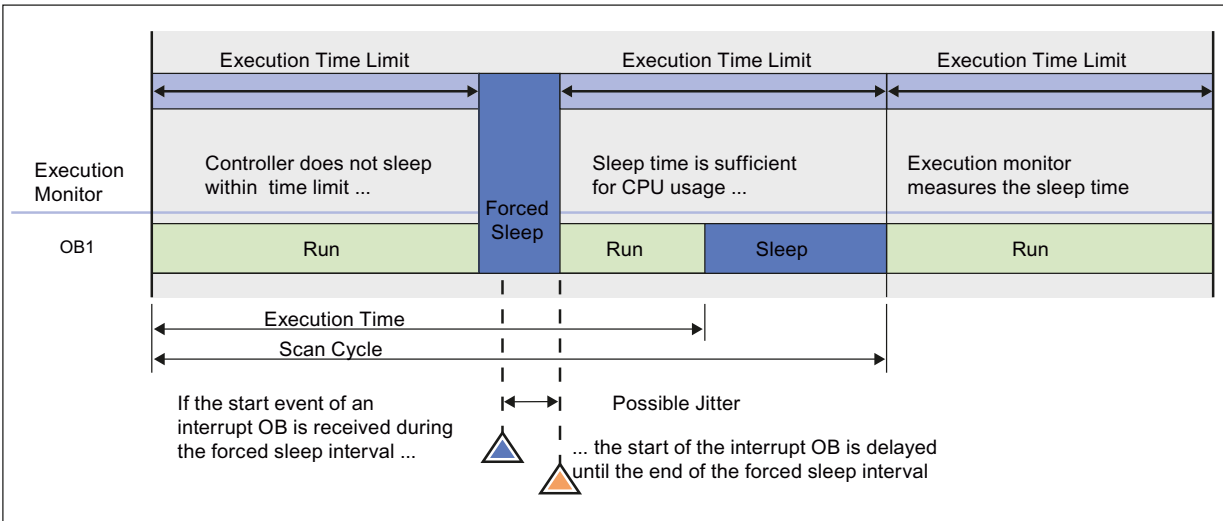 Execution Time Limit
Execution Time Limit
Execution Time Limit
Execution
Monitor
Controller does not sleep
within time limit ...
Sleep time is sufficient
for CPU usage ...
Execution monitor
measures the sleep time
Forced
Sleep
OB1
Run
Run
Sleep
Run
Execution Time
Scan Cycle
If the start event of an
interrupt OB is received during
the forced sleep interval ...
Possible Jitter
... the start of the interrupt OB is delayed
until the end of the forced sleep interval